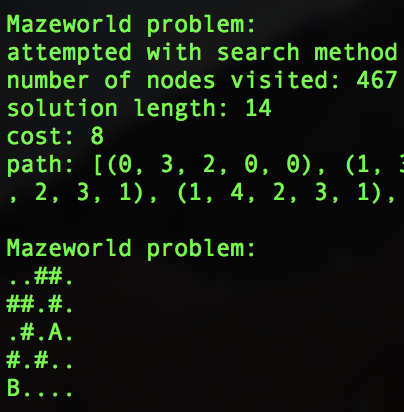 Mazeworld problem:
attempted with search method
number of nodes visited: 467
solution length: 14
cost: 8
path: [(0, 3, 2, 0, 0), (1, 3
, 2, 3, 1), (1, 4, 2, 3, 1),
Mazeworld problem:
..##.
##.#.
.#.A.
#.#..
B....